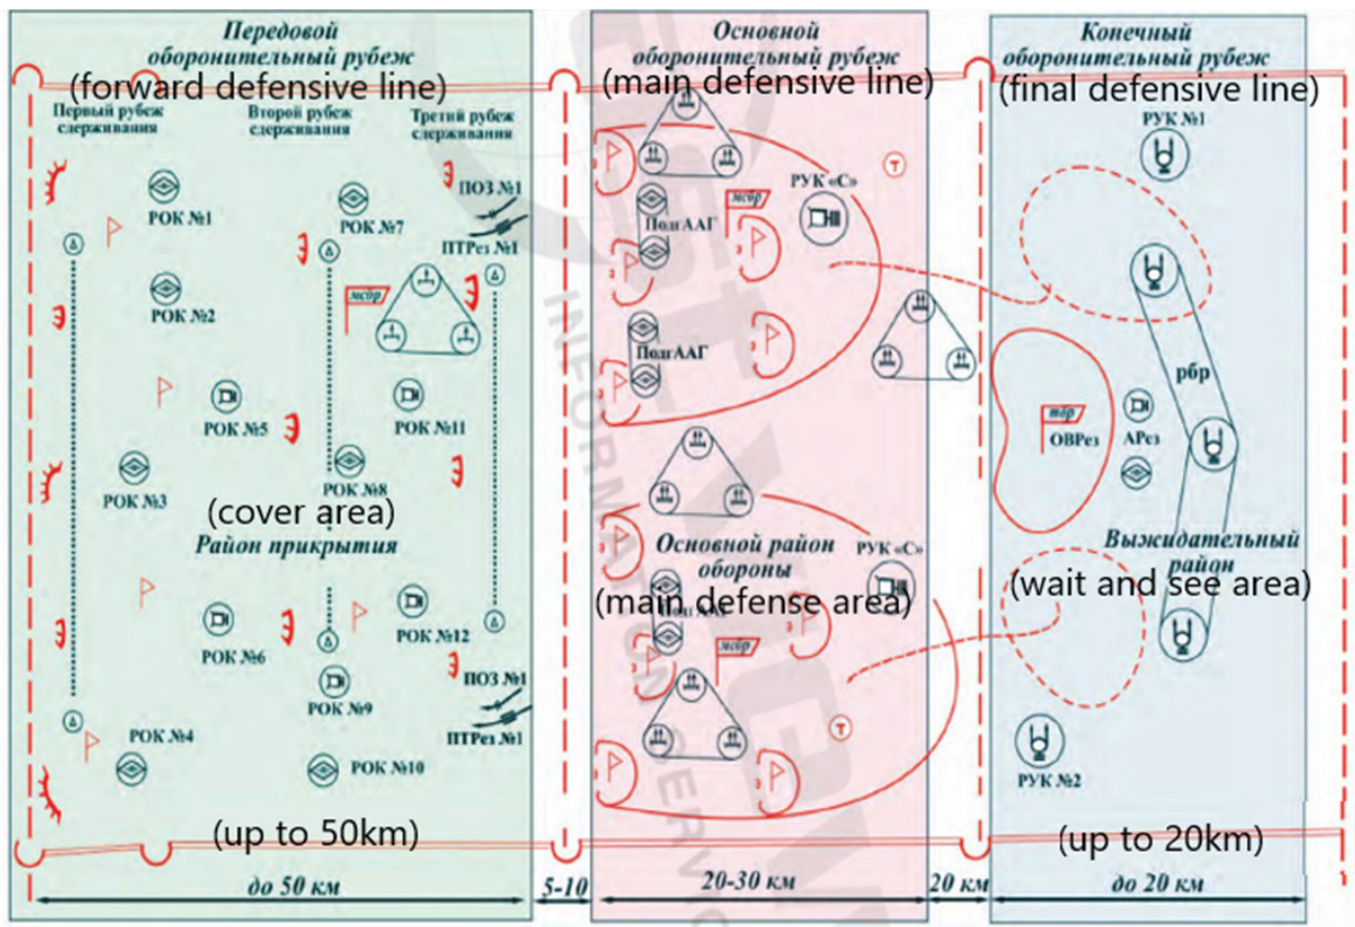 Передовой
оборонительный рубеж
(forward defensive line)
Первый рубеж
сдерживания
Второй рубеж
сдерживания
Третий рубеж
сдерживания
РОК №1
РОК №7
ПОЗ №1
ПТРез №1
РОК №2
мсбр
РОК №5
РОК №11
РОК №3
РОК №8
(cover area)
Район прикрытия
РОК №6
РОК №12
РОК №9
ПОЗ №1
ПТРез №1
РОК №4
РОК №10
(up to 50km)
до 50 км
5-10
Основной
оборонительный рубеж
(main defensive line)
мсбр
РУК «С»
Т
ПолгААГ
ПолгААГ
Основной район
обороны
РУК «С»
(main defense area)
мсбр
Т
20-30 км
20 км
Конечный
оборонительный рубеж
(final defensive line)
РУК №1
рбр
тбр
ОВРез
АРез
Выжидательный
район
(wait and see area)
РУК №2
(up to 20km)
до 20 км
INFORMATION SERVIC